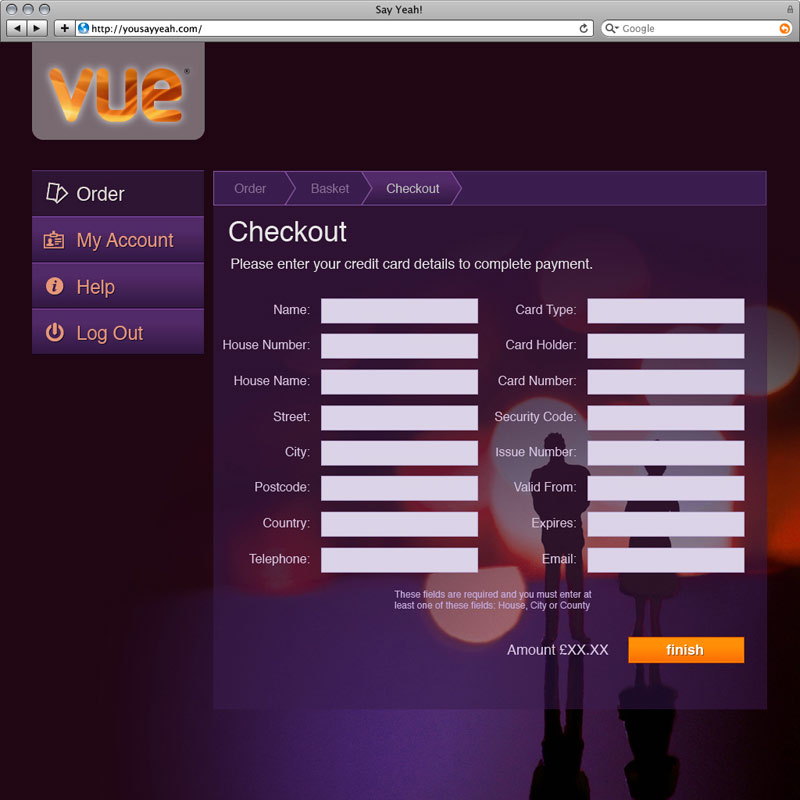 Say Yeah!
http://yousayyeah.com/
Google
vue®
Order
My Account
Help
Log Out
Order Basket Checkout
Checkout
Please enter your credit card details to complete payment.
Name:
House Number:
House Name:
Street:
City:
Postcode:
Country:
Telephone:
Card Type:
Card Holder:
Card Number:
Security Code:
Issue Number:
Valid From:
Expires:
Email:
These fields are required and you must enter at
least one of these fields: House, City or County
Amount £XX.XX
finish